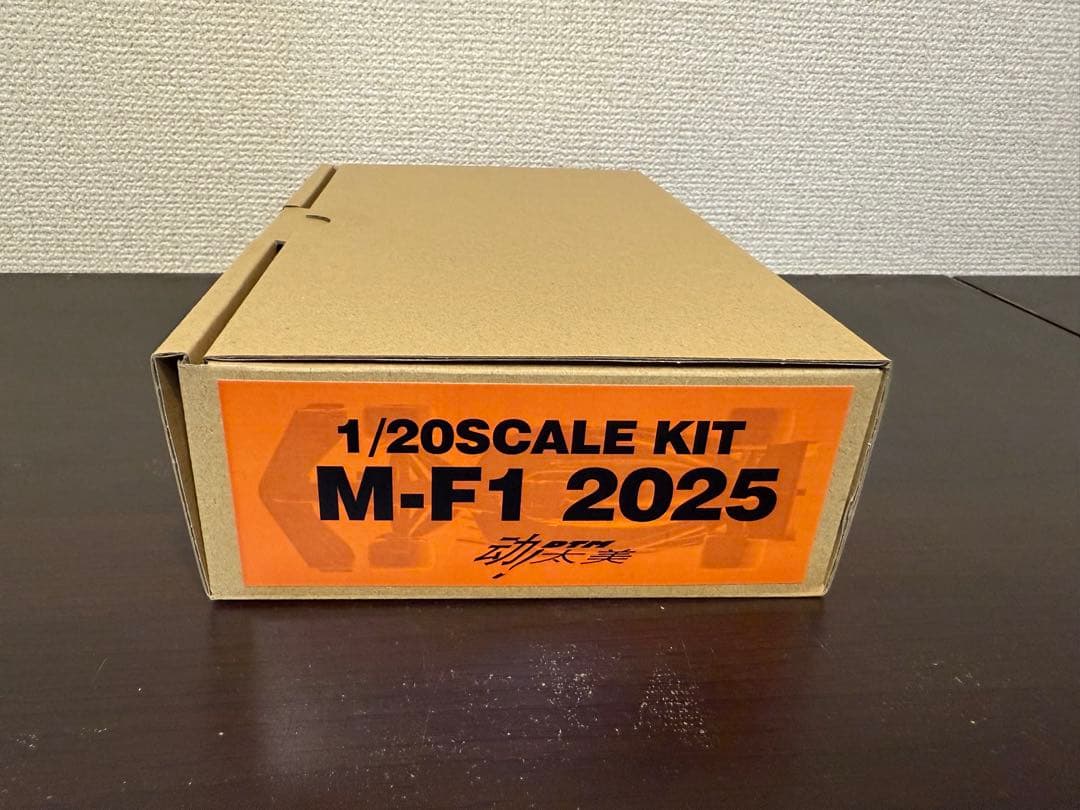 1/20SCALE KIT
M-F1 2025
DTM
动太美